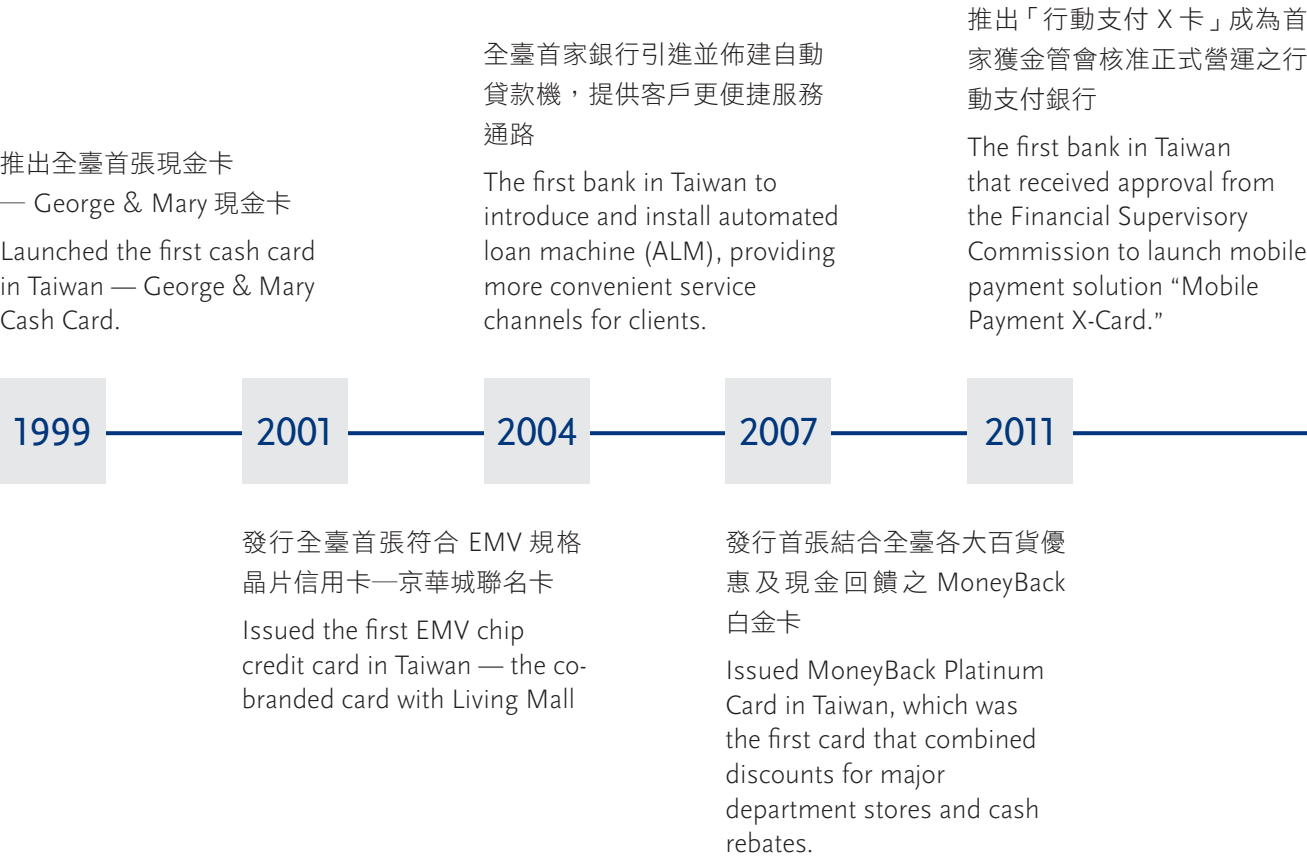 推出全臺首張現金卡
— George & Mary 現金卡
Launched the first cash card
in Taiwan — George & Mary
Cash Card.
全臺首家銀行引進並佈建自動
貸款機，提供客戶更便捷服務
通路
The first bank in Taiwan to
introduce and install automated
loan machine (ALM), providing
more convenient service
channels for clients.
推出「行動支付 X 卡」成為首
家獲金管會核准正式營運之行
動支付銀行
The first bank in Taiwan
that received approval from
the Financial Supervisory
Commission to launch mobile
payment solution “Mobile
Payment X-Card.”
1999
2001
2004
2007
2011
發行全臺首張符合 EMV 規格
晶片信用卡—京華城聯名卡
Issued the first EMV chip
credit card in Taiwan — the co-
branded card with Living Mall
發行首張結合全臺各大百貨優
惠及現金回饋之 MoneyBack
白金卡
Issued MoneyBack Platinum
Card in Taiwan, which was
the first card that combined
discounts for major
department stores and cash
rebates.